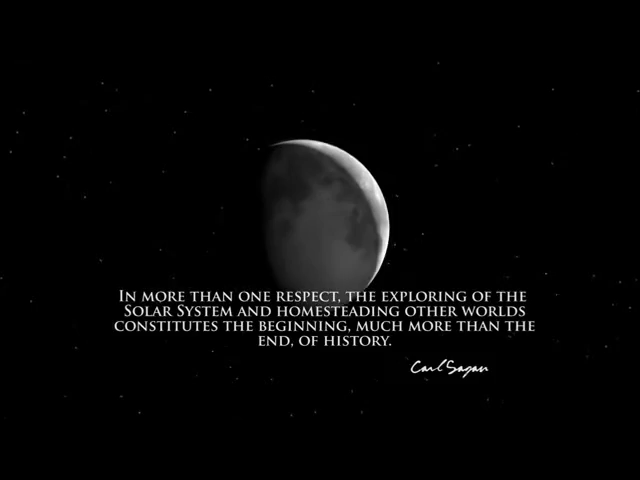 In more than one respect, the exploring of the
Solar System and homesteading other worlds
constitutes the beginning, much more than the
end, of history.
Carl Sagan